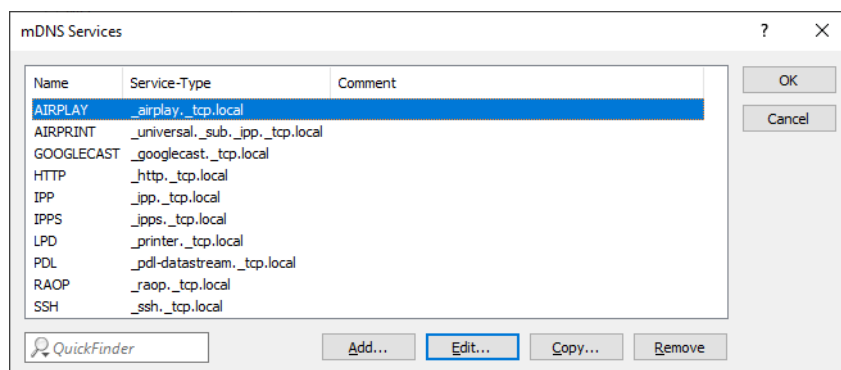 mDNS Services ?
Name Service-Type Comment OK
AIRPLAY _airplay._tcp.local
AIRPRINT _universal._sub._ipp._tcp.local Cancel
GOOGLECAST _googlecast._tcp.local
HTTP _http._tcp.local
IPP _ipp._tcp.local
IPPS _ipps._tcp.local
LPD _printer._tcp.local
PDL _pdl-datastream._tcp.local
RAOP _raop._tcp.local
SSH _ssh._tcp.local
QuickFinder Add... Edit... Copy... Remove